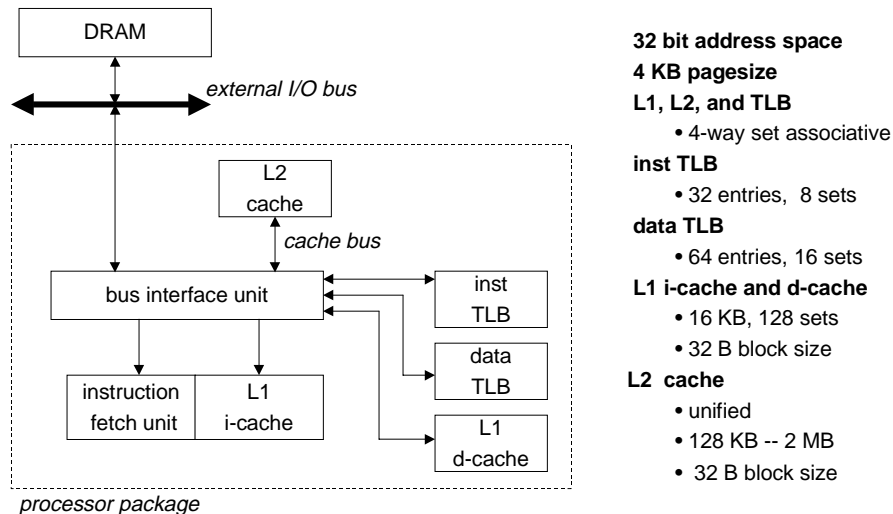 DRAM
external I/O bus
L2
cache
cache bus
bus interface unit
inst
TLB
data
TLB
instruction
fetch unit
L1
i-cache
L1
d-cache
processor package
32 bit address space
4 KB pagesize
L1, L2, and TLB
• 4-way set associative
inst TLB
• 32 entries, 8 sets
data TLB
• 64 entries, 16 sets
L1 i-cache and d-cache
• 16 KB, 128 sets
• 32 B block size
L2 cache
• unified
• 128 KB -- 2 MB
• 32 B block size